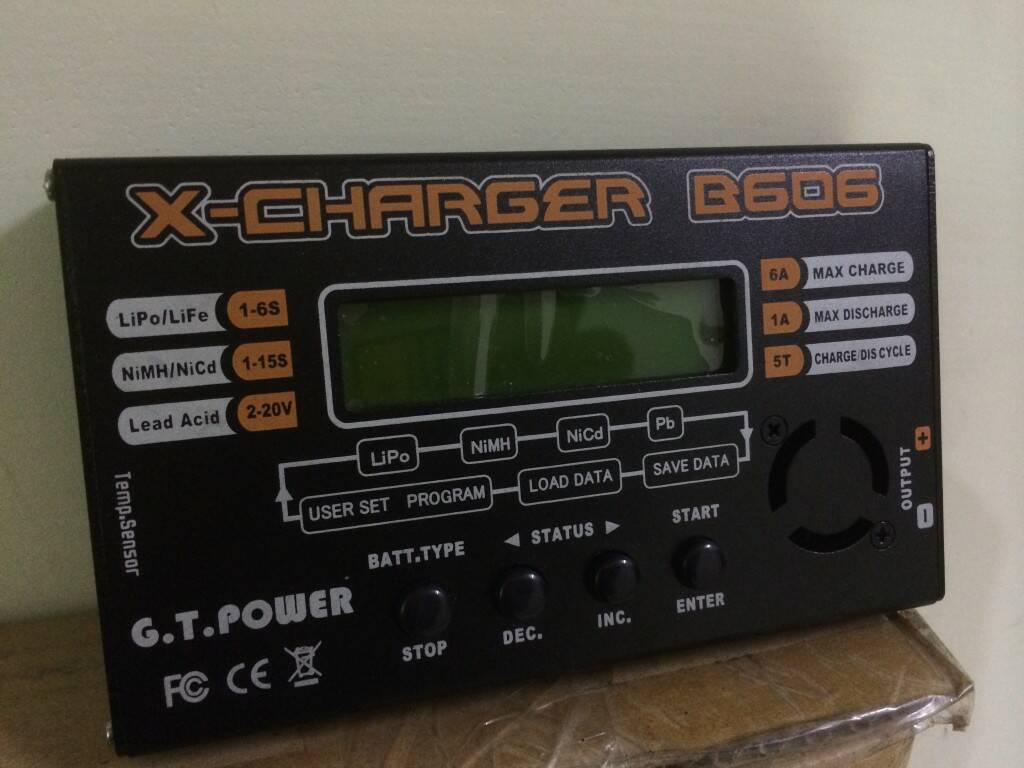 X-CHARGER B6D6
LiPo/LiFe 1-6S
NiMH/NiCd 1-15S
Lead Acid 2-20V
6A MAX CHARGE
1A MAX DISCHARGE
5T CHARGE/DIS CYCLE
LiPo NiMH NiCd Pb
USER SET PROGRAM LOAD DATA SAVE DATA
Temp.Sensor
OUTPUT + -
BATT.TYPE ◄ STATUS ► START
STOP DEC. INC. ENTER
G.T.POWER
FC CE